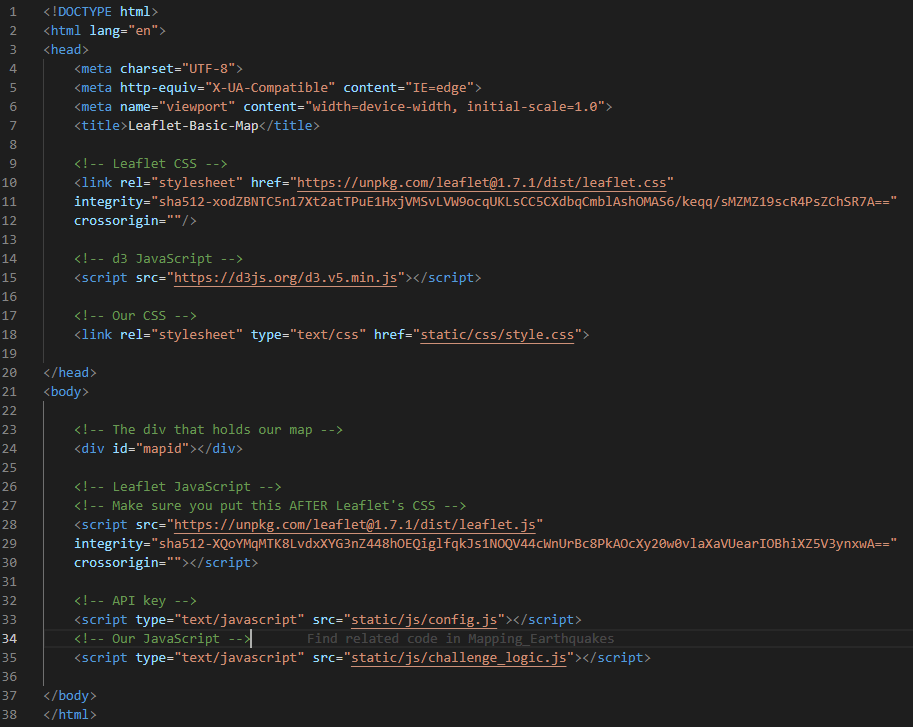 1 <!DOCTYPE html>
2 <html lang="en">
3 <head>
4 <meta charset="UTF-8">
5 <meta http-equiv="X-UA-Compatible" content="IE=edge">
6 <meta name="viewport" content="width=device-width, initial-scale=1.0">
7 <title>Leaflet-Basic-Map</title>
8
9 <!-- Leaflet CSS -->
10 <link rel="stylesheet" href="https://unpkg.com/leaflet@1.7.1/dist/leaflet.css"
11 integrity="sha512-xodZBNTC5n17Xt2atTPuE1HxjVMSvLVW9ocqUKLsCC5CXdbqCmblAshOMAS6/keqq/sMZMZ19scR4PsZChSR7A=="
12 crossorigin=""/>
13
14 <!-- d3 JavaScript -->
15 <script src="https://d3js.org/d3.v5.min.js"></script>
16
17 <!-- Our CSS -->
18 <link rel="stylesheet" type="text/css" href="static/css/style.css">
19
20 </head>
21 <body>
22
23 <!-- The div that holds our map -->
24 <div id="mapid"></div>
25
26 <!-- Leaflet JavaScript -->
27 <!-- Make sure you put this AFTER Leaflet's CSS -->
28 <script src="https://unpkg.com/leaflet@1.7.1/dist/leaflet.js"
29 integrity="sha512-XQoYMqMTK8LvdxXYG3nZ448hOEQiglfqkJs1NOQV44cWnUrBc8PkAOcXy20w0vlaXaVUearIOBhiXZ5V3ynxwA=="
30 crossorigin=""></script>
31
32 <!-- API key -->
33 <script type="text/javascript" src="static/js/config.js"></script>
34 <!-- Our JavaScript --> Find related code in Mapping_Earthquakes
35 <script type="text/javascript" src="static/js/challenge_logic.js"></script>
36
37 </body>
38 </html>